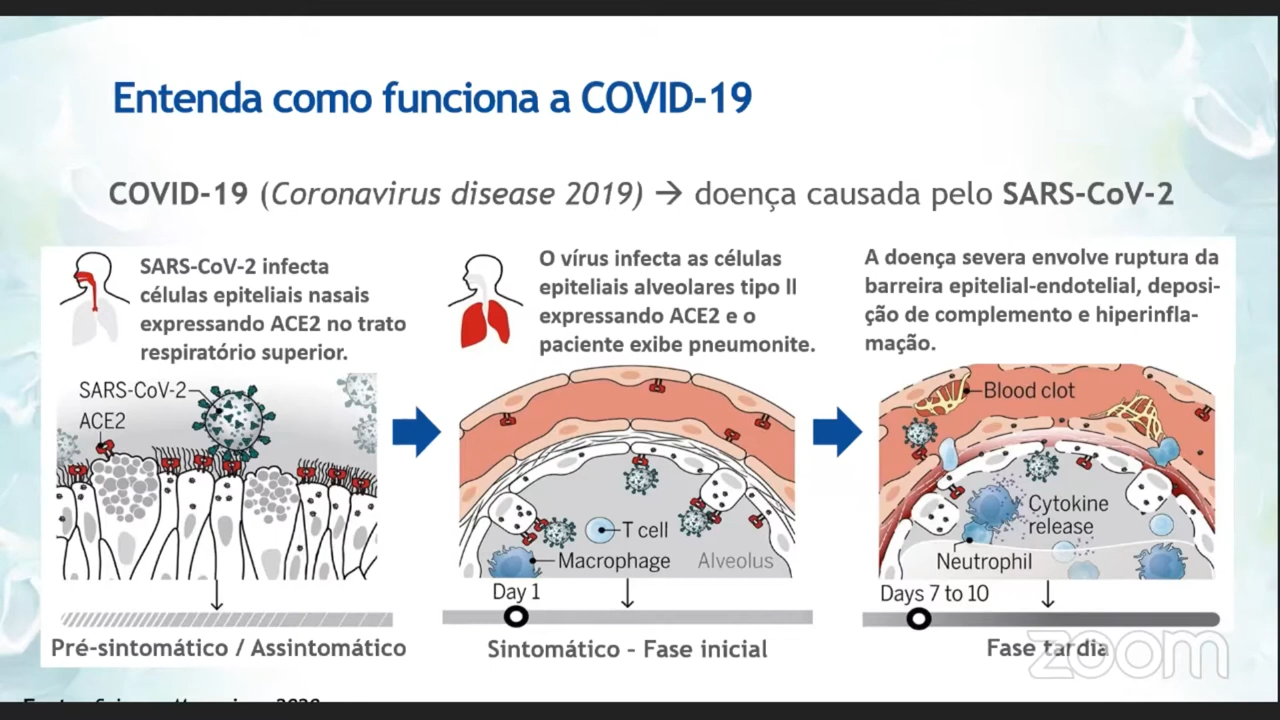 Entenda como funciona a COVID-19
COVID-19 (Coronavirus disease 2019) → doença causada pelo SARS-CoV-2
SARS-CoV-2 infecta
células epiteliais nasais
expressando ACE2 no trato
respiratório superior.
SARS-CoV-2
ACE2
Pré-sintomático / Assintomático
O vírus infecta as células
epiteliais alveolares tipo II
expressando ACE2 e o
paciente exibe pneumonite.
T cell
Macrophage
Alveolus
Day 1
Sintomático - Fase inicial
A doença severa envolve ruptura da
barreira epitelial-endotelial, deposi-
ção de complemento e hiperinfla-
mação.
Blood clot
Cytokine
release
Neutrophil
Days 7 to 10
Fase tardia
zoom